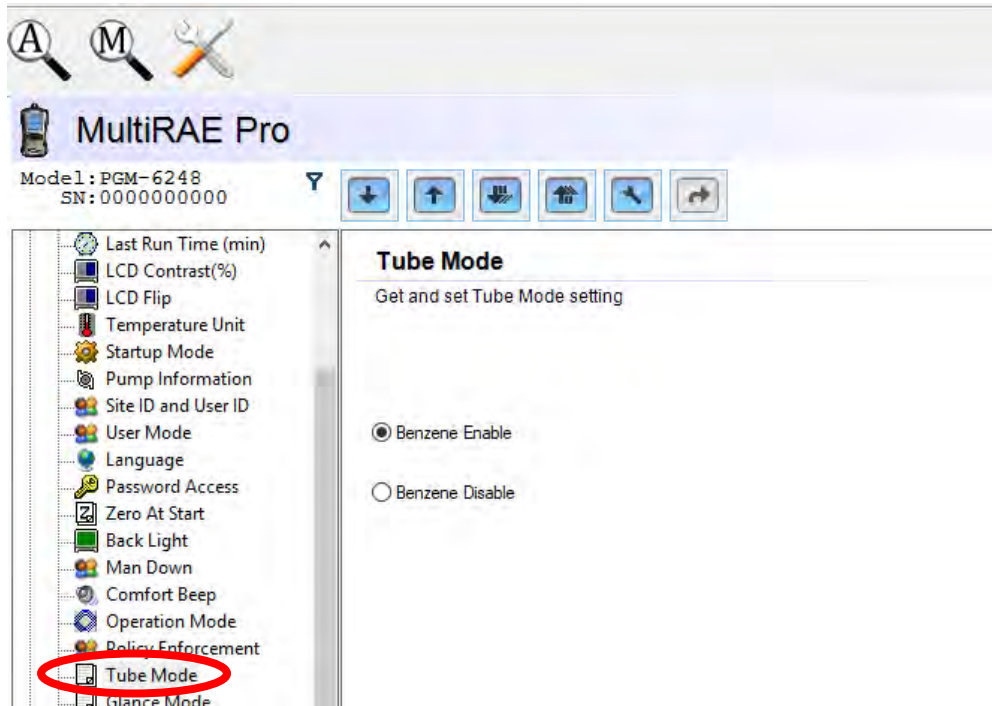 A M
MultiRAE Pro
Model:PGM-6248
SN:0000000000
Last Run Time (min)
LCD Contrast(%)
LCD Flip
Temperature Unit
Startup Mode
Pump Information
Site ID and User ID
User Mode
Language
Password Access
Zero At Start
Back Light
Man Down
Comfort Beep
Operation Mode
Policy Enforcement
Tube Mode
Glance Mode
Tube Mode
Get and set Tube Mode setting
Benzene Enable
Benzene Disable